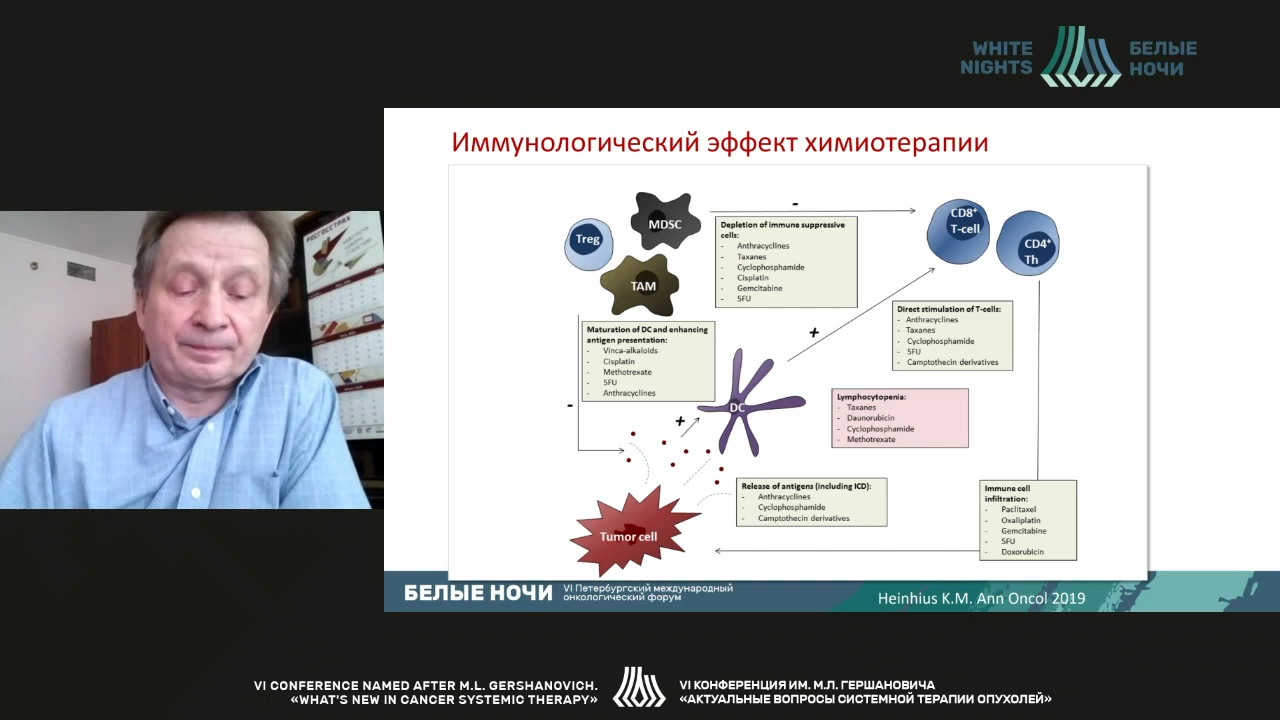 WHITE
NIGHTS
БЕЛЫЕ
НОЧИ
РОСГОССТРАХ
Иммунологический эффект химиотерапии
Treg
MDSC
TAM
-
Depletion of immune suppressive
cells:
- Anthracyclines
- Taxanes
- Cyclophosphamide
- Cisplatin
- Gemcitabine
- 5FU
CD8+
T-cell
CD4+
Th
Maturation of DC and enhancing
antigen presentation:
- Vinca-alkaloids
- Cisplatin
- Methotrexate
- 5FU
- Anthracyclines
+
Direct stimulation of T-cells:
- Anthracyclines
- Taxanes
- Cyclophosphamide
- 5FU
- Camptothecin derivatives
-
+
DC
Lymphocytopenia:
- Taxanes
- Daunorubicin
- Cyclophosphamide
- Methotrexate
Release of antigens (including ICD):
- Anthracyclines
- Cyclophosphamide
- Camptothecin derivatives
Immune cell
infiltration:
- Paclitaxel
- Oxaliplatin
- Gemcitabine
- 5FU
- Doxorubicin
Tumor cell
БЕЛЫЕ НОЧИ
VI Петербургский международный
онкологический форум
Heinhius K.M. Ann Oncol 2019
VI CONFERENCE NAMED AFTER M.L. GERSHANOVICH.
«WHAT'S NEW IN CANCER SYSTEMIC THERAPY»
VI КОНФЕРЕНЦИЯ ИМ. М.Л. ГЕРШАНОВИЧА
«АКТУАЛЬНЫЕ ВОПРОСЫ СИСТЕМНОЙ ТЕРАПИИ ОПУХОЛЕЙ»